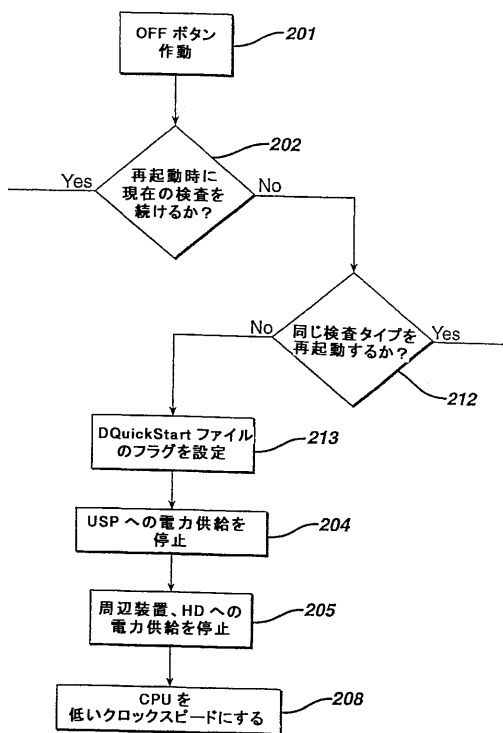 OFF ボタン
作動
201
202
再起動時に
現在の検査を
続けるか？
Yes
No
同じ検査タイプを
再起動するか？
No
Yes
212
DQuickStart ファイル
のフラグを設定
213
USP への電力供給を
停止
204
周辺装置、HD への
電力供給を停止
205
CPU を
低いクロックスピードにする
208